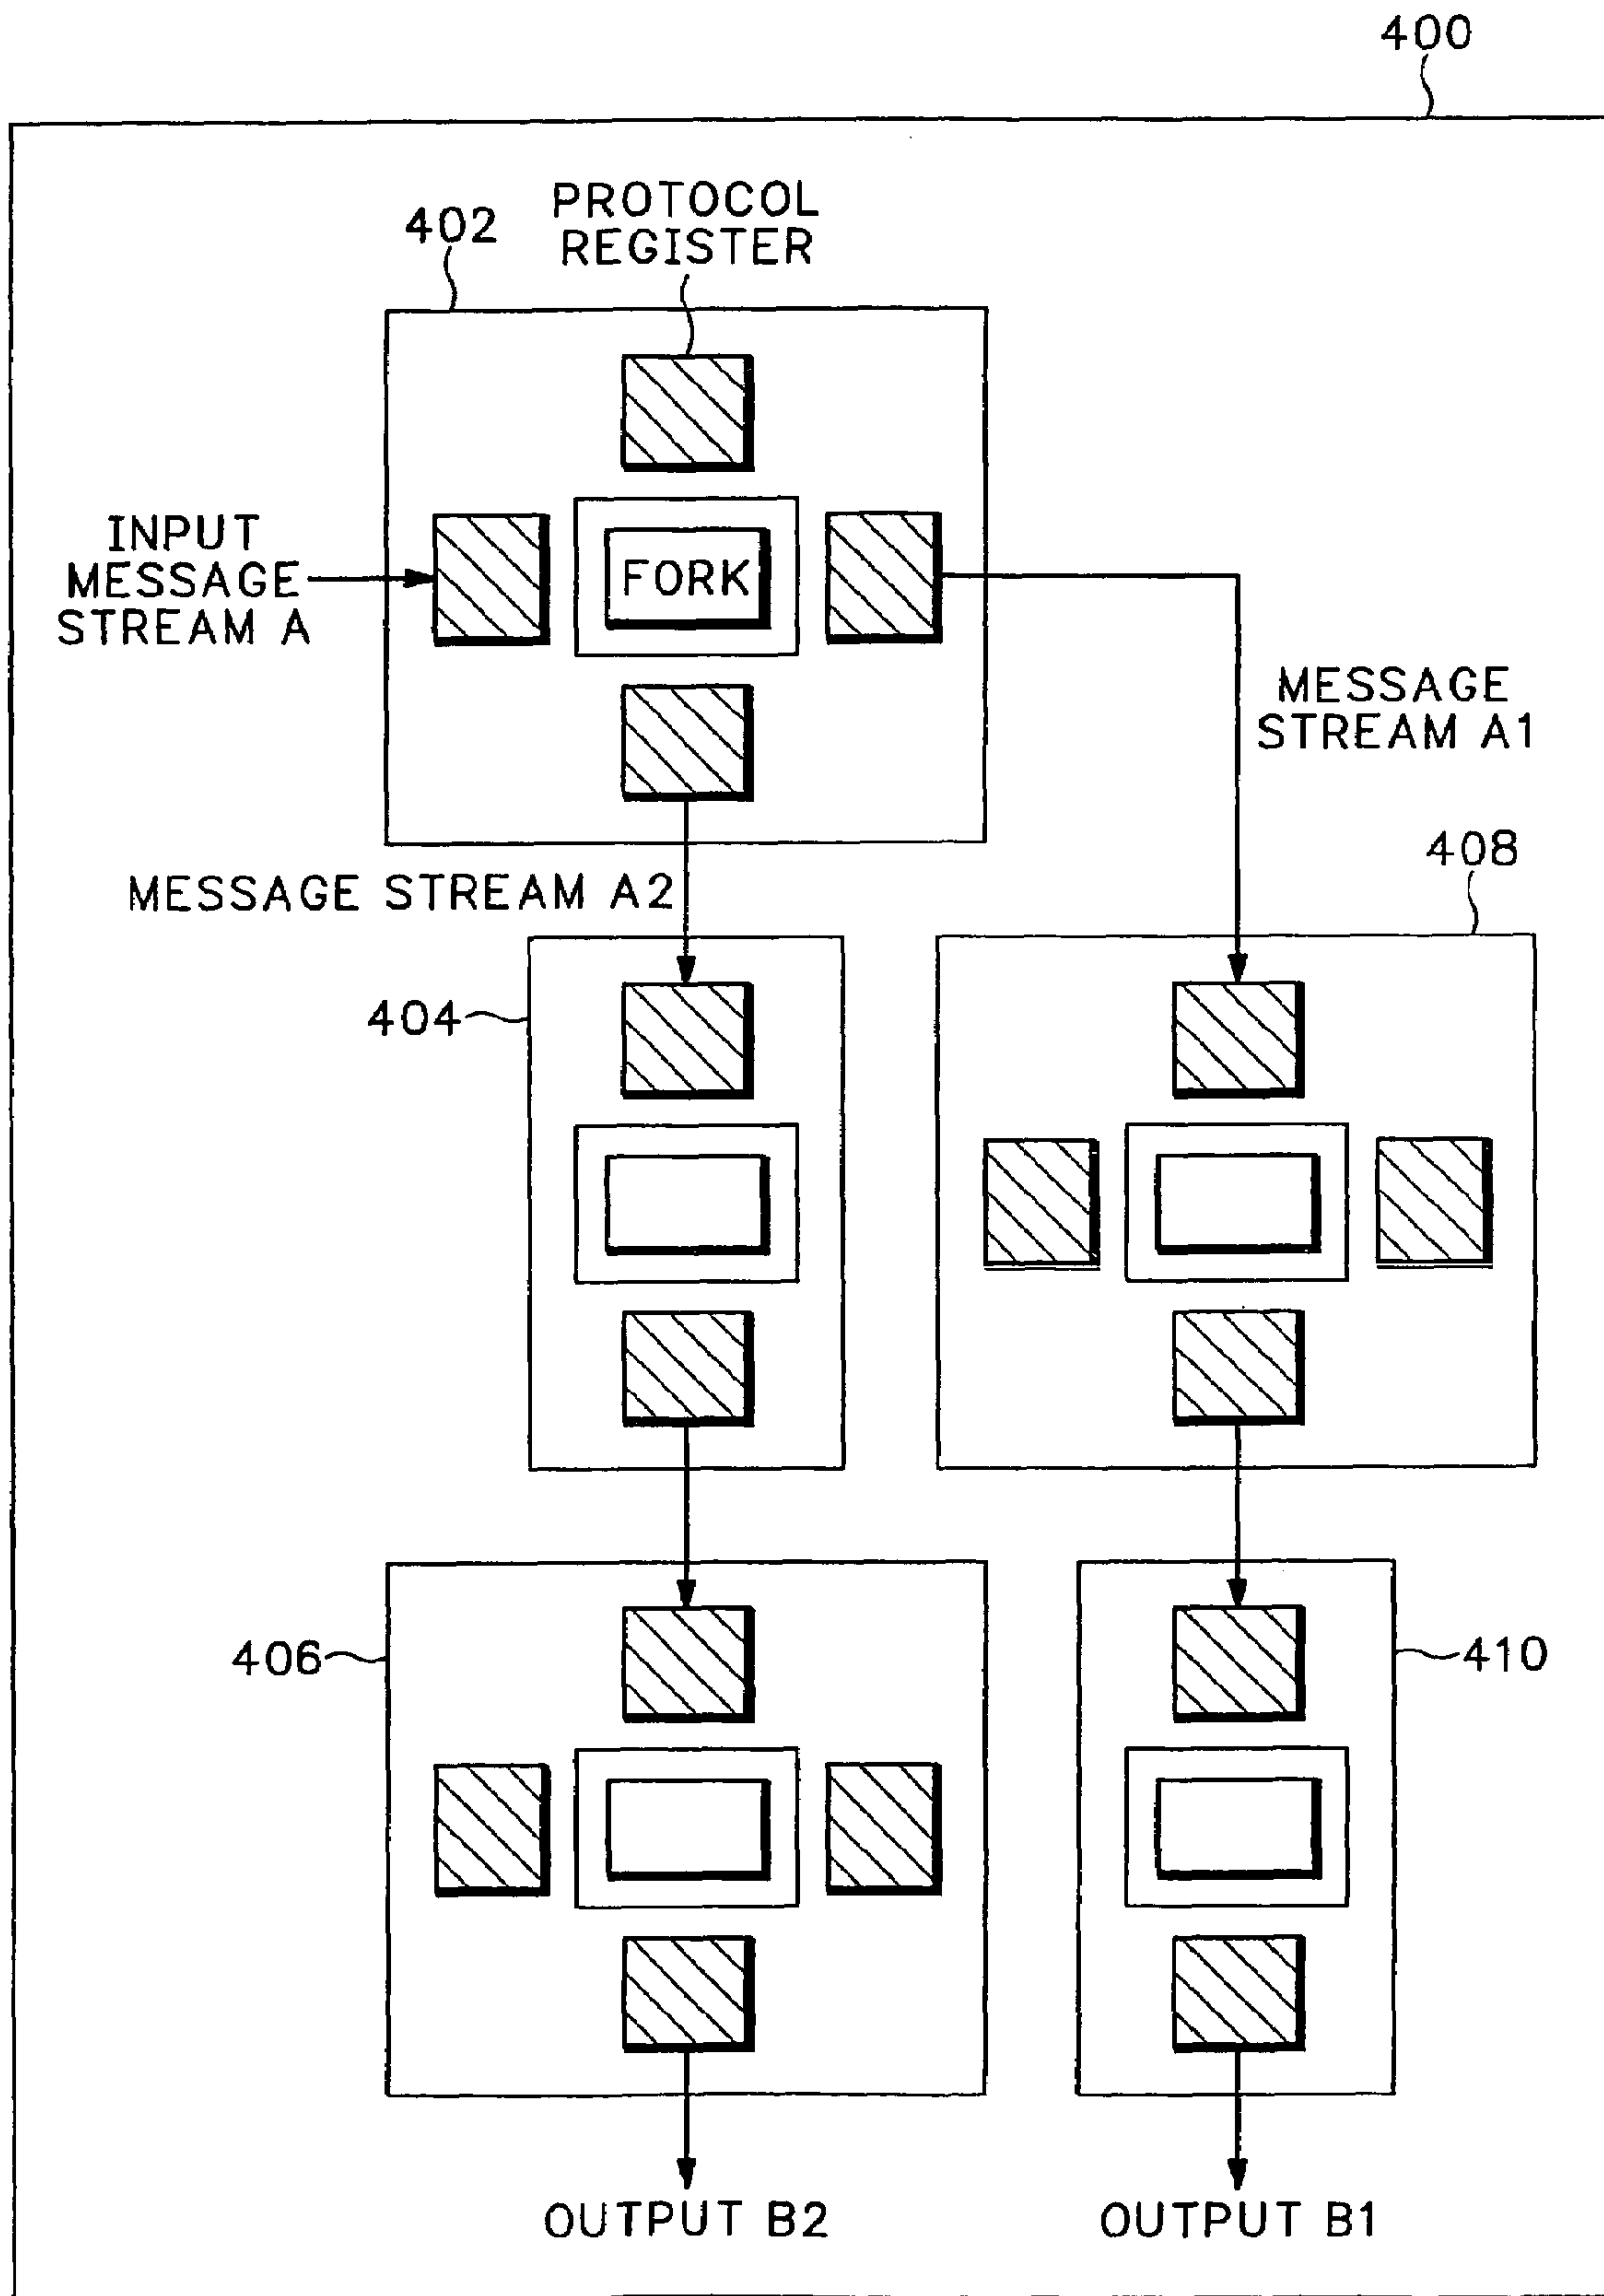 400
PROTOCOL
REGISTER
402
INPUT
MESSAGE
STREAM A
FORK
MESSAGE
STREAM A1
408
MESSAGE STREAM A2
404
406
410
OUTPUT B2
OUTPUT B1